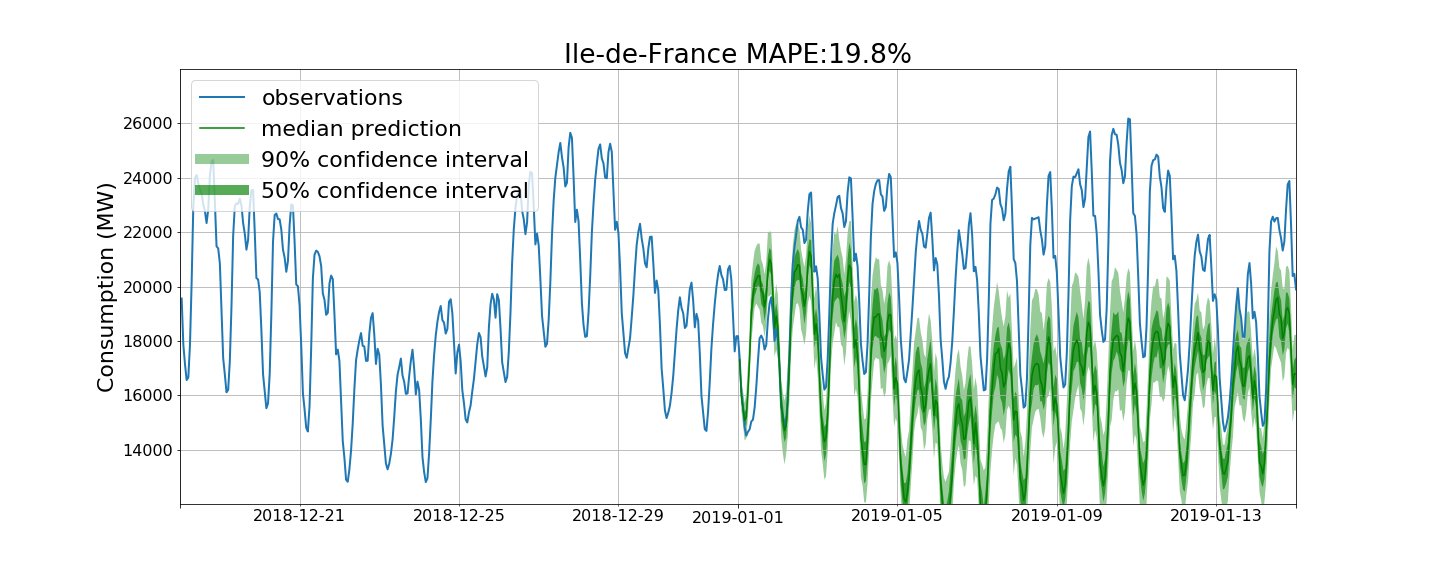 Ile-de-France MAPE:19.8%
observations
median prediction
90% confidence interval
50% confidence interval
Consumption (MW)
26000
24000
22000
20000
18000
16000
14000
2018-12-21 2018-12-25 2018-12-29 2019-01-01 2019-01-05 2019-01-09 2019-01-13